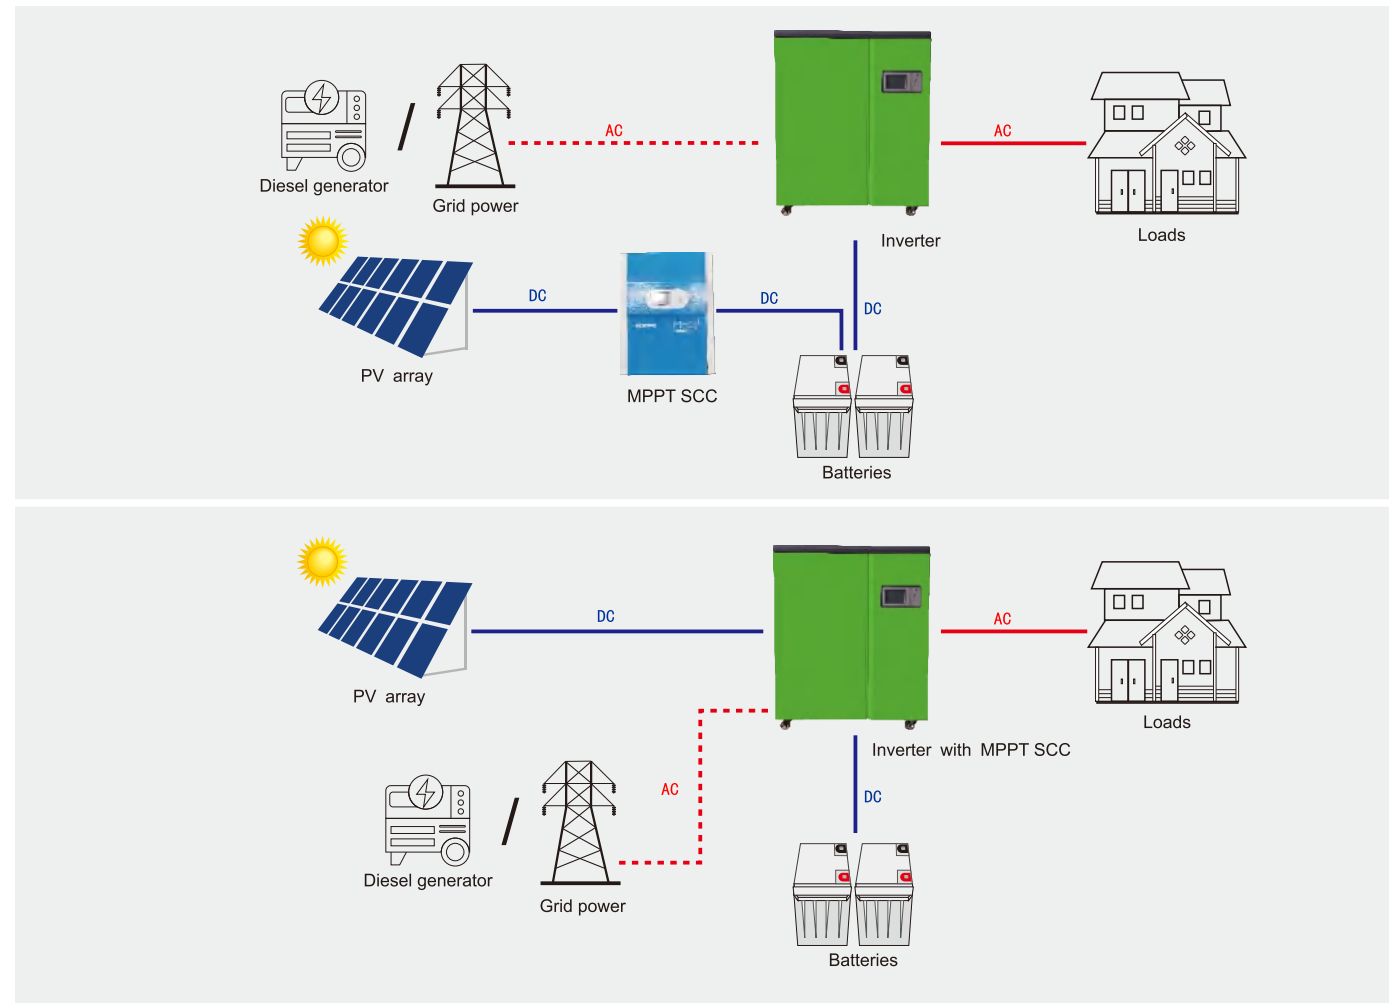 AC
AC
Diesel generator
Grid power
Inverter
Loads
DC
DC
DC
PV array
MPPT SCC
Batteries
DC
AC
PV array
Loads
Inverter with MPPT SCC
AC
DC
Diesel generator
Grid power
Batteries